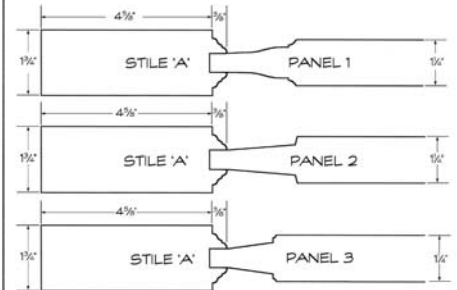 4⅝" ⅜"
1¾" STILE 'A' PANEL 1 1¼"
4⅝" ⅜"
1¾" STILE 'A' PANEL 2 1¼"
4⅝" ⅜"
1¾" STILE 'A' PANEL 3 1¼"